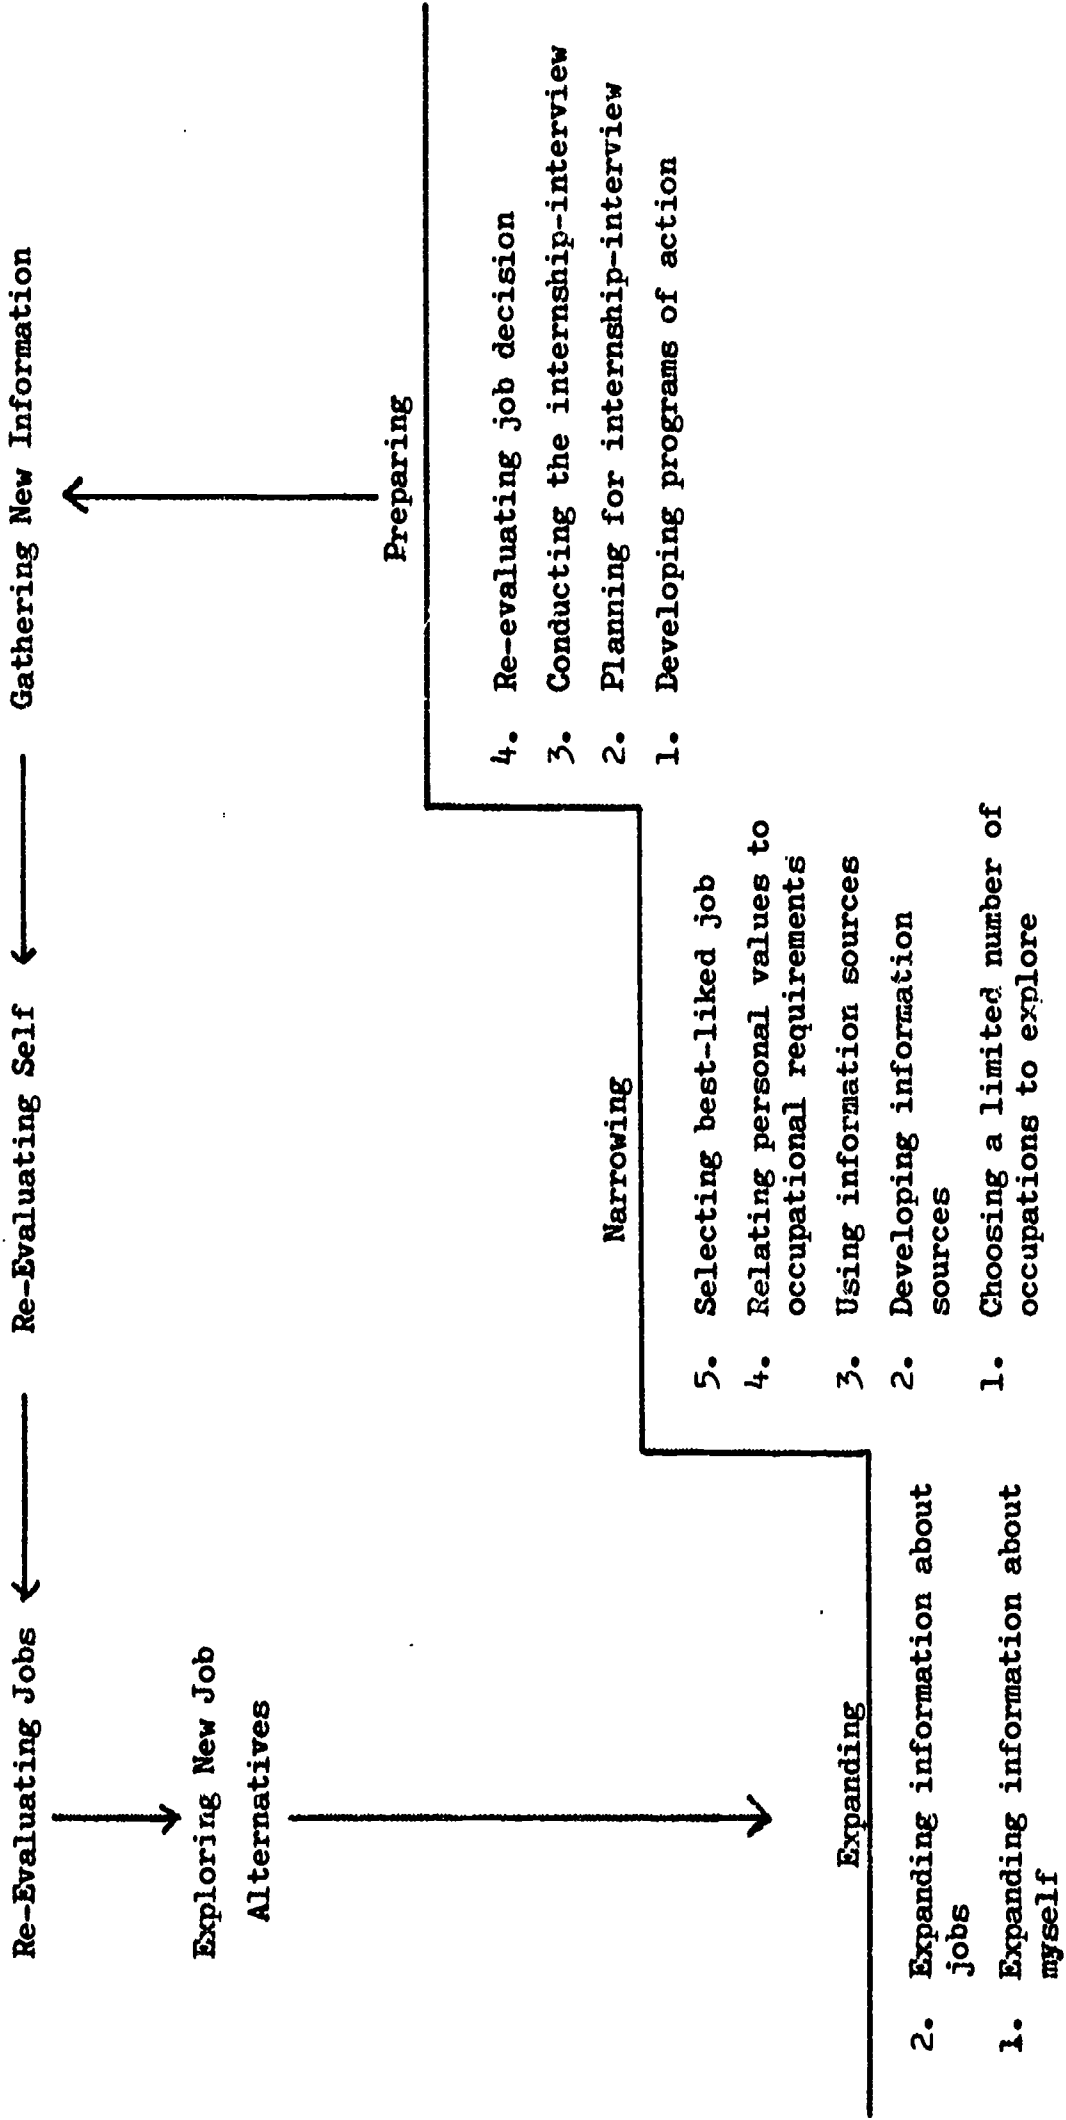 Re-Evaluating Jobs
Re-Evaluating Self
Gathering New Information
Exploring New Job
Alternatives
Preparing
4. Re-evaluating job decision
3. Conducting the internship-interview
2. Planning for internship-interview
1. Developing programs of action
Narrowing
5. Selecting best-liked job
4. Relating personal values to
occupational requirements
3. Using information sources
2. Developing information
sources
1. Choosing a limited number of
occupations to explore
Expanding
2. Expanding information about
jobs
1. Expanding information about
myself